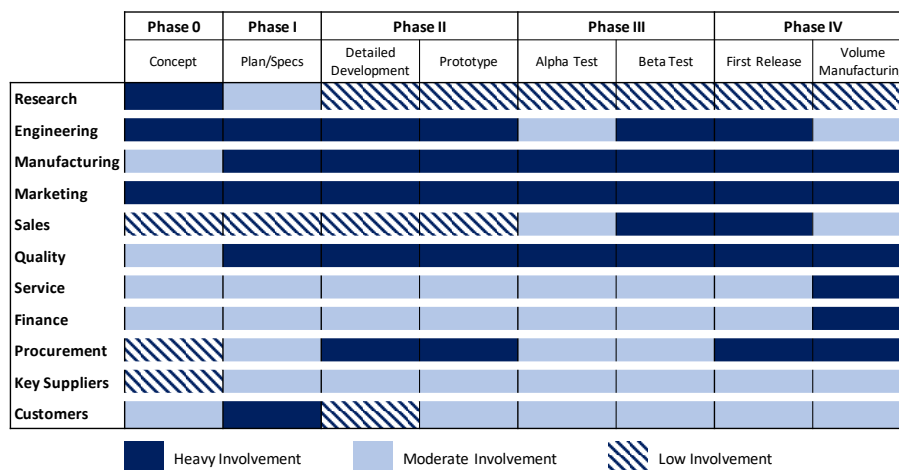 Phase 0 Phase I Phase II Phase III Phase IV
Concept Plan/Specs Detailed Development Prototype Alpha Test Beta Test First Release Volume Manufacturin
Research
Engineering
Manufacturing
Marketing
Sales
Quality
Service
Finance
Procurement
Key Suppliers
Customers
Heavy Involvement Moderate Involvement Low Involvement